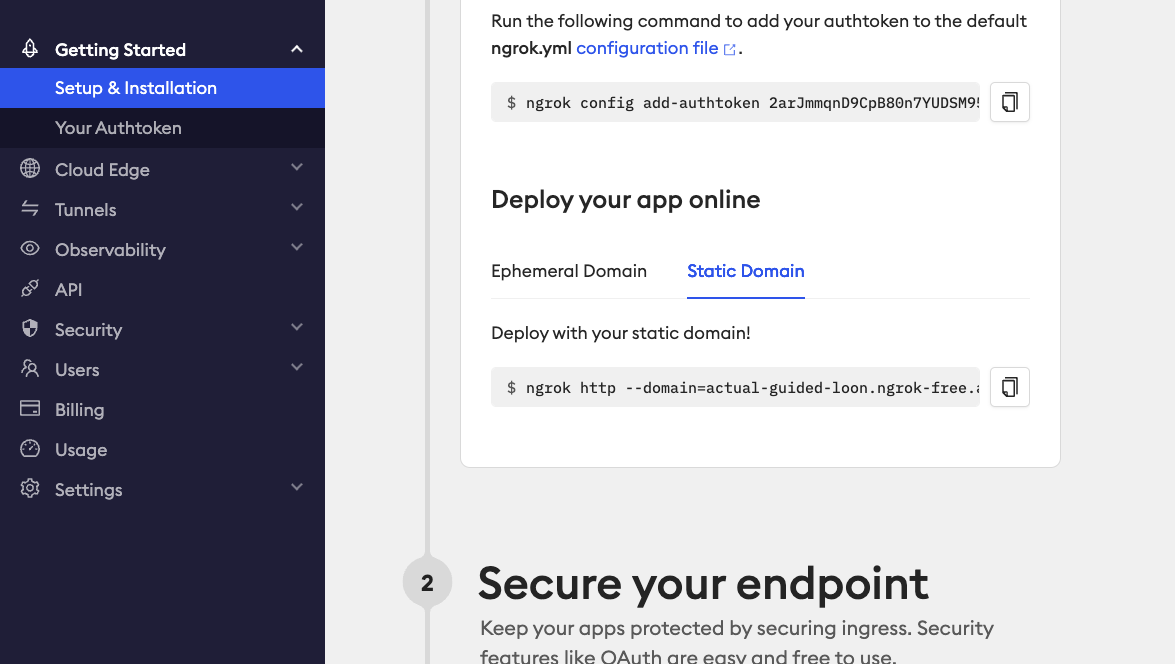 Getting Started
Setup & Installation
Your Authtoken
Cloud Edge
Tunnels
Observability
API
Security
Users
Billing
Usage
Settings
Run the following command to add your authtoken to the default
ngrok.yml configuration file.
$ ngrok config add-authtoken 2arJmmqnD9CpB80n7YUDSM95
Deploy your app online
Ephemeral Domain Static Domain
Deploy with your static domain!
$ ngrok http --domain=actual-guided-loon.ngrok-free.a
2
Secure your endpoint
Keep your apps protected by securing ingress. Security
features like OAuth are easy and free to use.